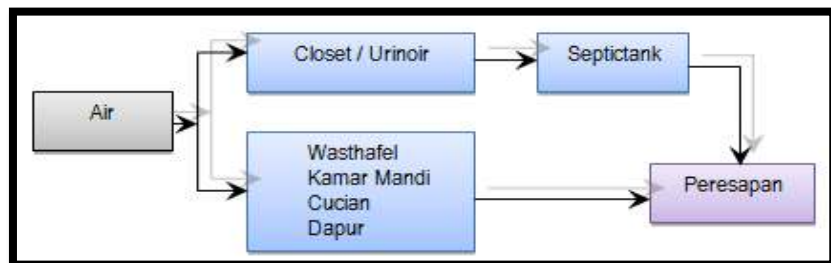 Air
Closet / Urinoir
Septictank
Wasthafel
Kamar Mandi
Cucian
Dapur
Peresapan